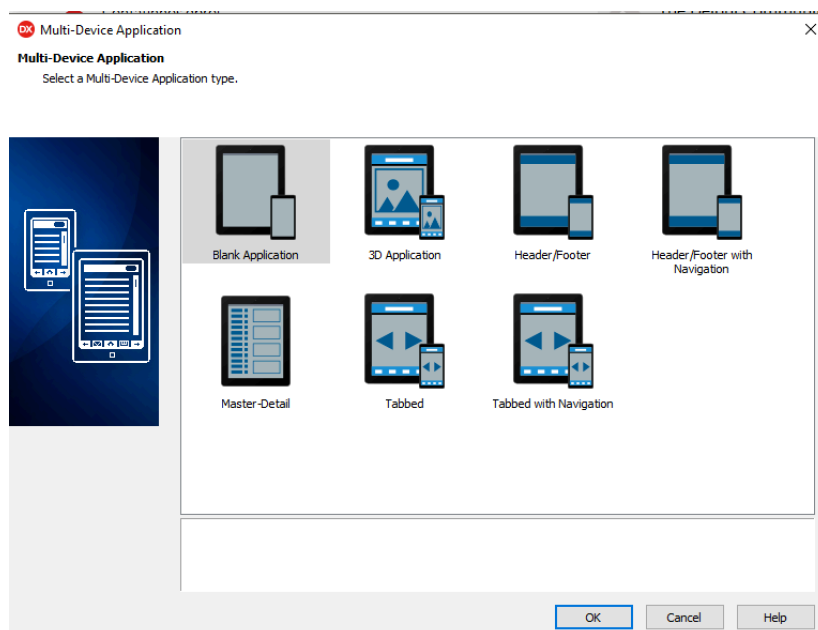 DX Multi-Device Application
Multi-Device Application
Select a Multi-Device Application type.
Blank Application
3D Application
Header/Footer
Header/Footer with
Navigation
Master-Detail
Tabbed
Tabbed with Navigation
OK
Cancel
Help